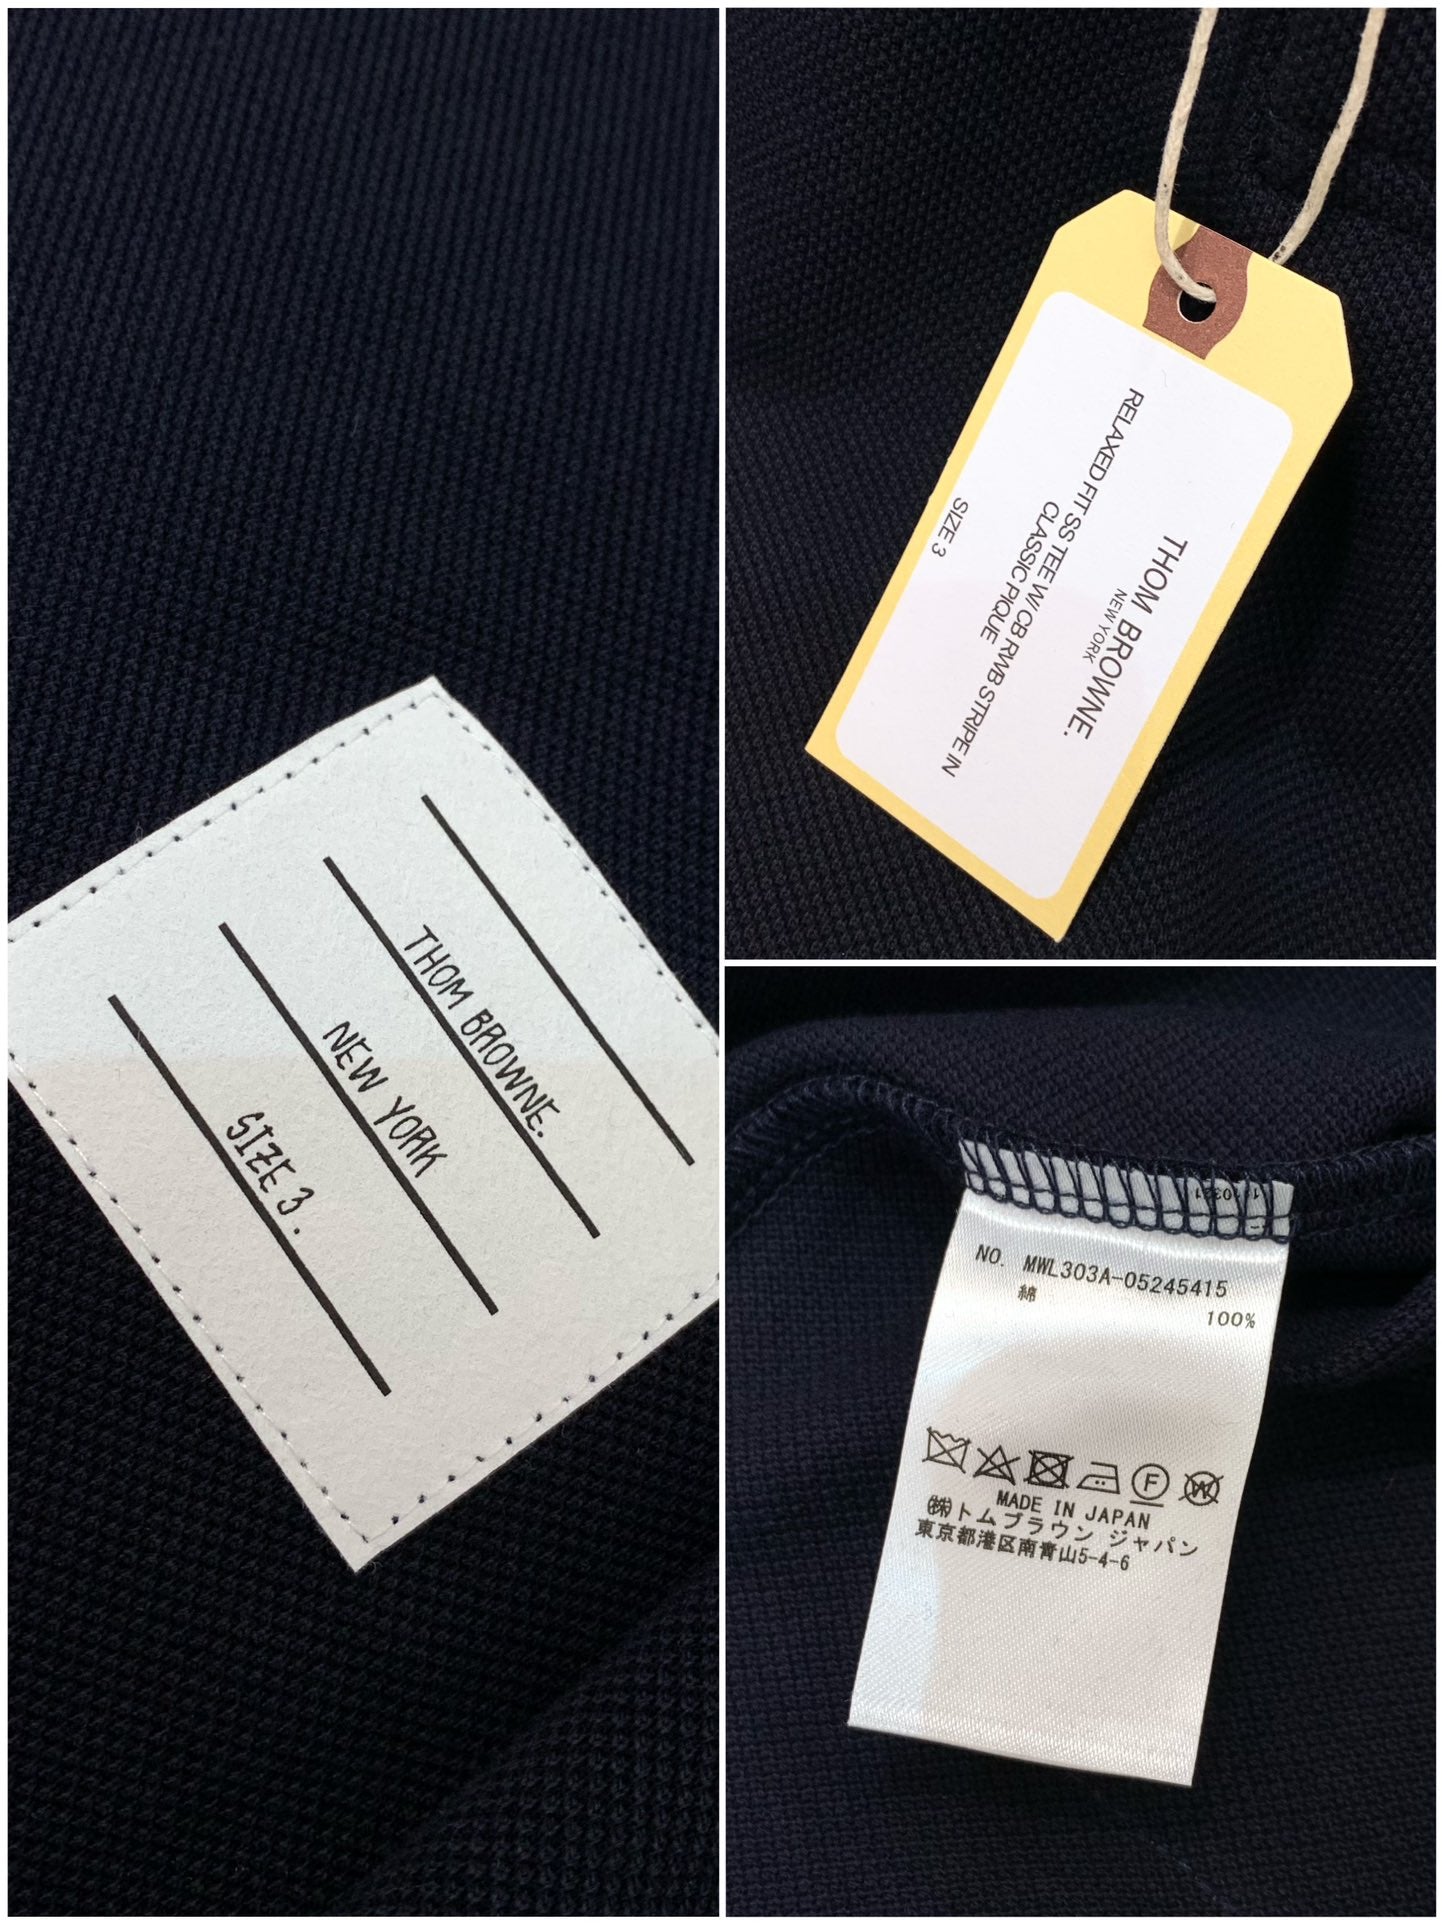 THOM BROWNE.
NEW YORK
SIZE 3.
THOM BROWNE.
NEW YORK
RELAXED FIT SS TEE W/ CB RWB STRIPE IN
CLASSIC PIQUE
SIZE 3
NO. MWL303A-05245415
綿 100%
F
W
MADE IN JAPAN
㈱トムブラウン ジャパン
東京都港区南青山5-4-6